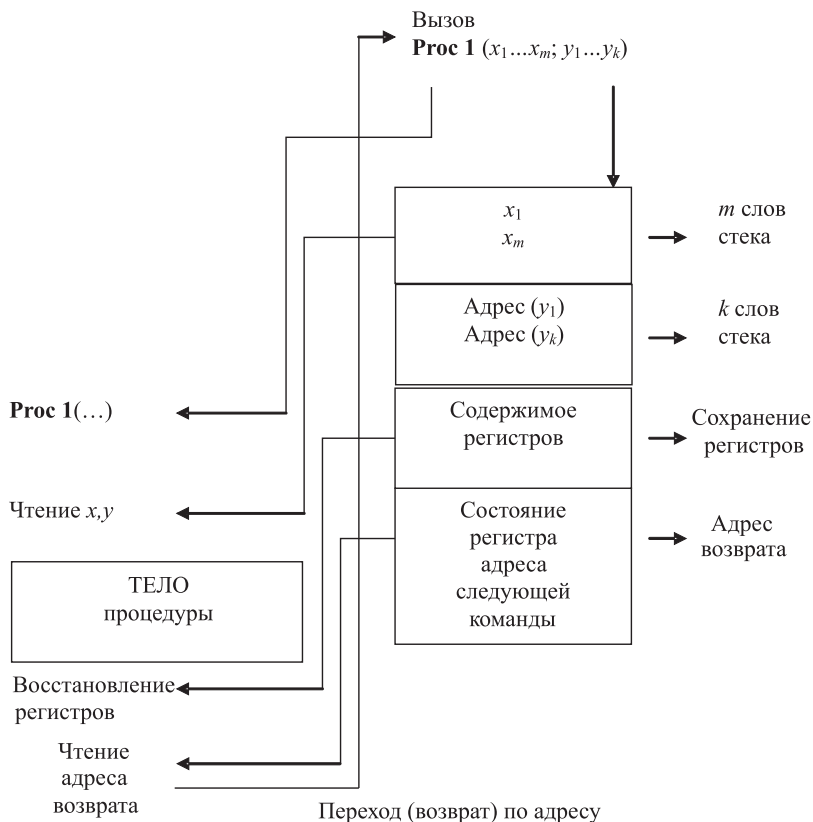 Вызов
Proc 1 (x₁...xₘ; y₁...yₖ)
x₁
xₘ
m слов
стека
Адрес (y₁)
Адрес (yₖ)
k слов
стека
Proc 1(…)
Содержимое
регистров
Сохранение
регистров
Чтение x,y
Состояние
регистра
адреса
следующей
команды
Адрес
возврата
ТЕЛО
процедуры
Восстановление
регистров
Чтение
адреса
возврата
Переход (возврат) по адресу